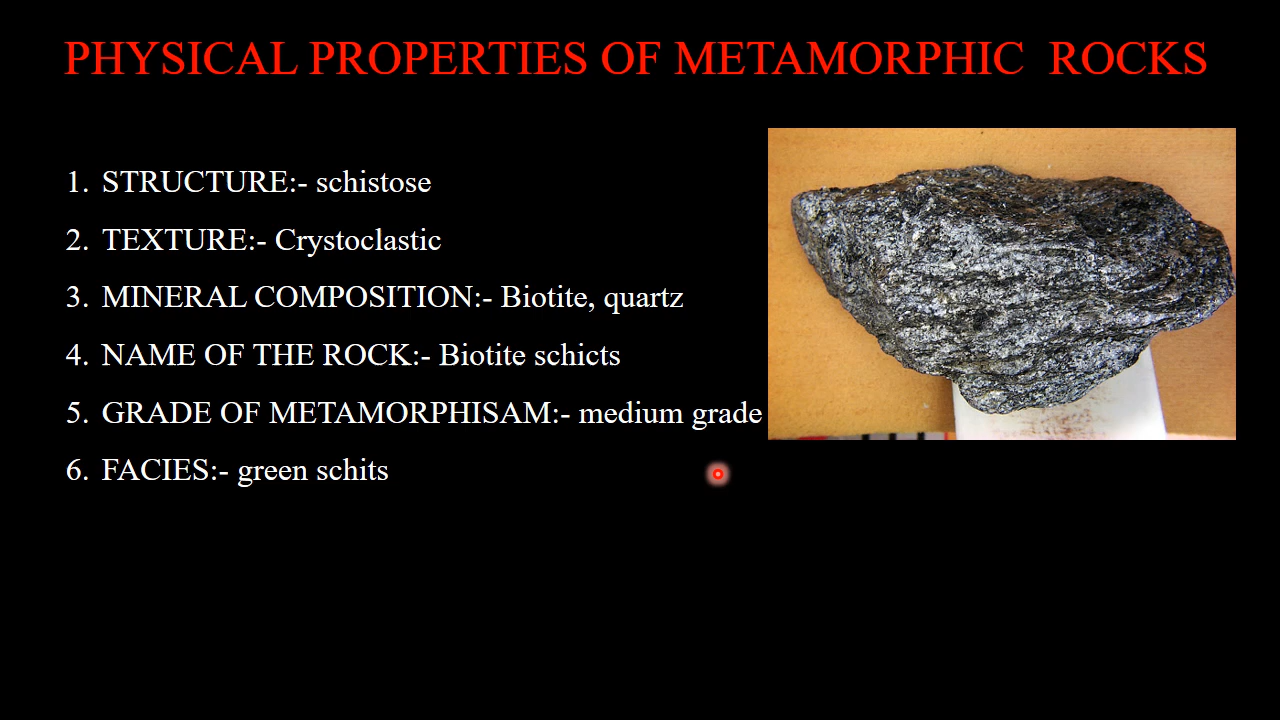 PHYSICAL PROPERTIES OF METAMORPHIC ROCKS
1. STRUCTURE:- schistose
2. TEXTURE:- Crystoclastic
3. MINERAL COMPOSITION:- Biotite, quartz
4. NAME OF THE ROCK:- Biotite schicts
5. GRADE OF METAMORPHISAM:- medium grade
6. FACIES:- green schits